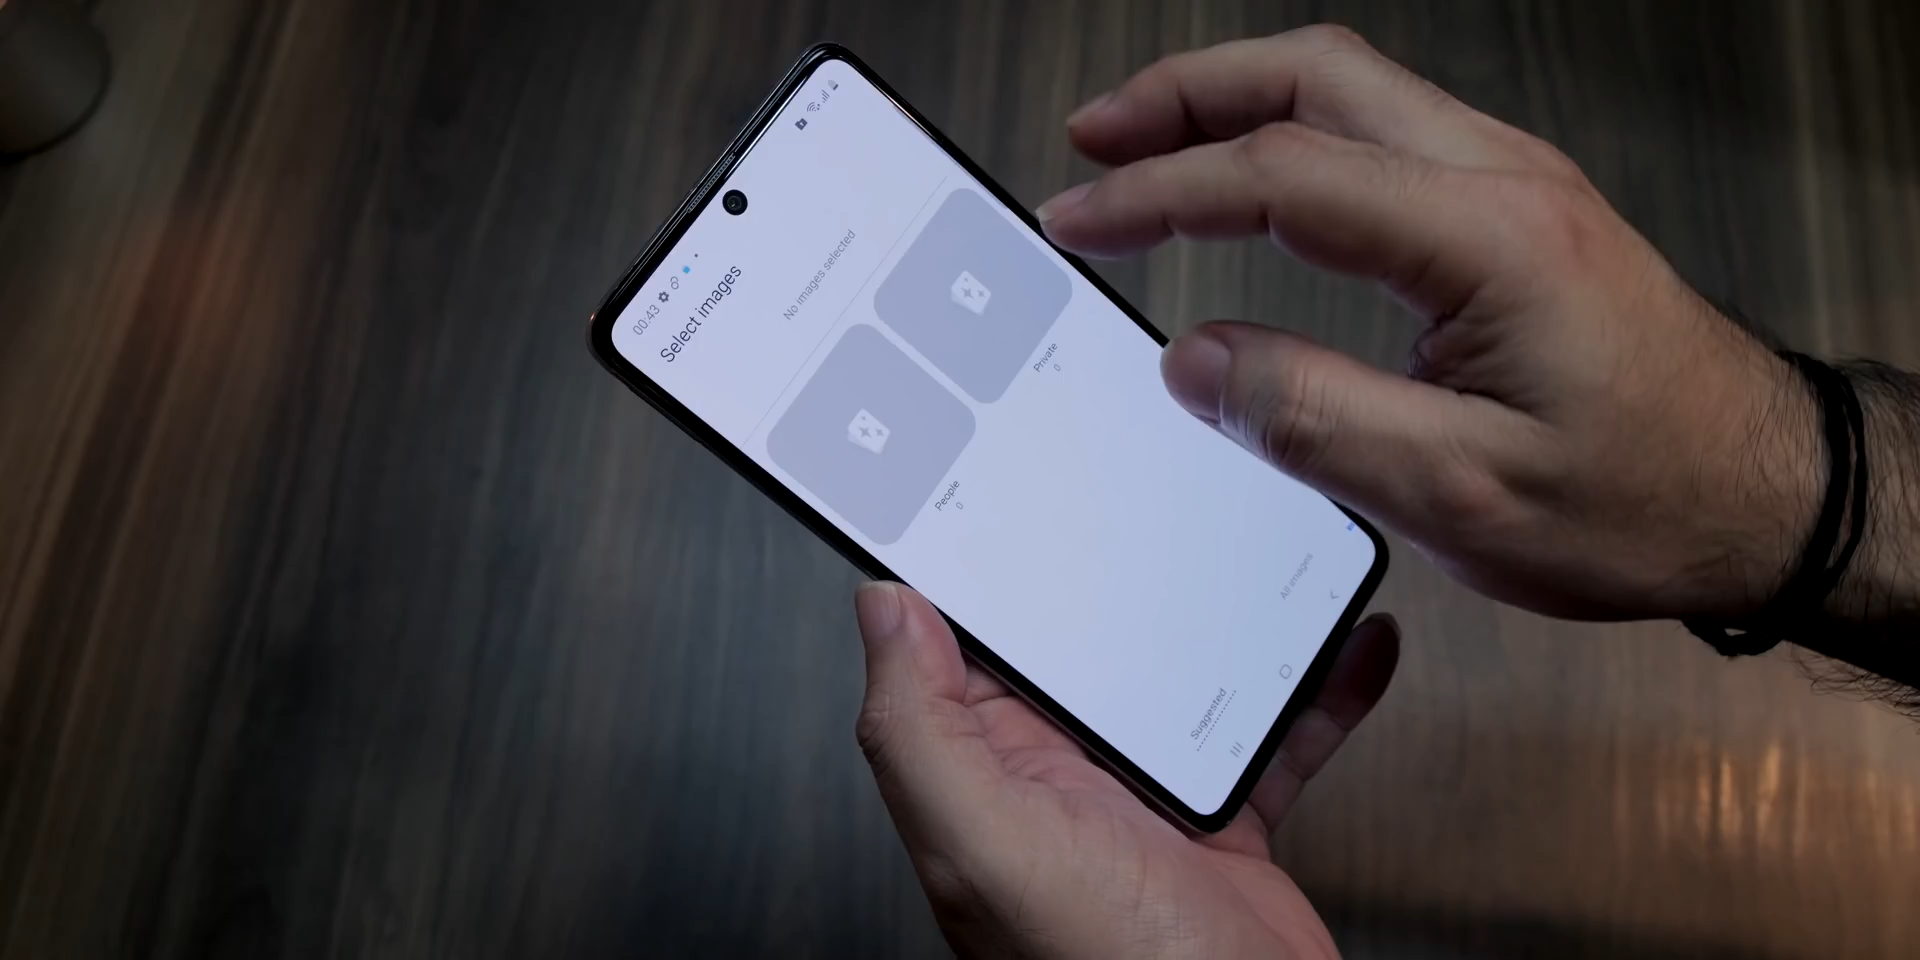 00:43
Select images
No images selected
People
0
Private
0
Suggested
All images